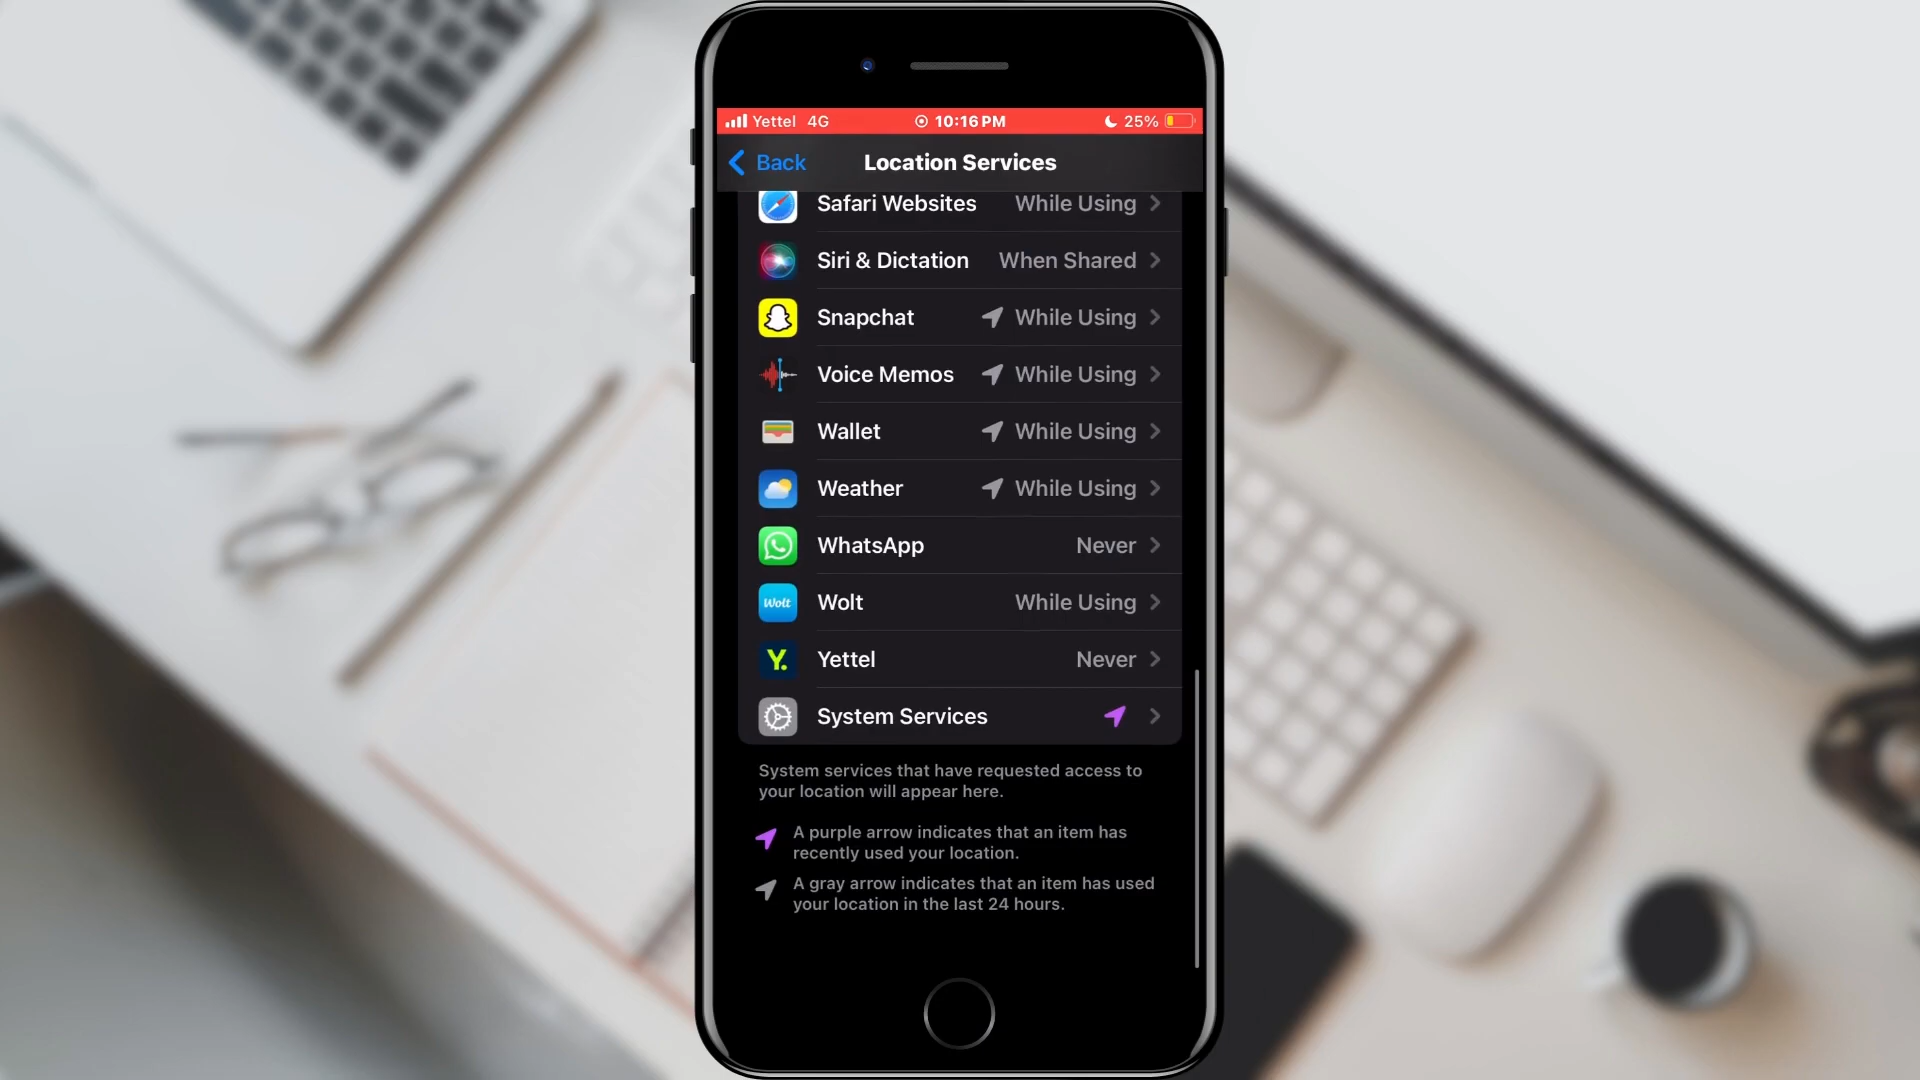 Yettel 4G 10:16 PM 25%
Back Location Services
Safari Websites While Using
Siri & Dictation When Shared
Snapchat While Using
Voice Memos While Using
Wallet While Using
Weather While Using
WhatsApp Never
Wolt Wolt While Using
Y. Yettel Never
System Services
System services that have requested access to
your location will appear here.
A purple arrow indicates that an item has
recently used your location.
A gray arrow indicates that an item has used
your location in the last 24 hours.